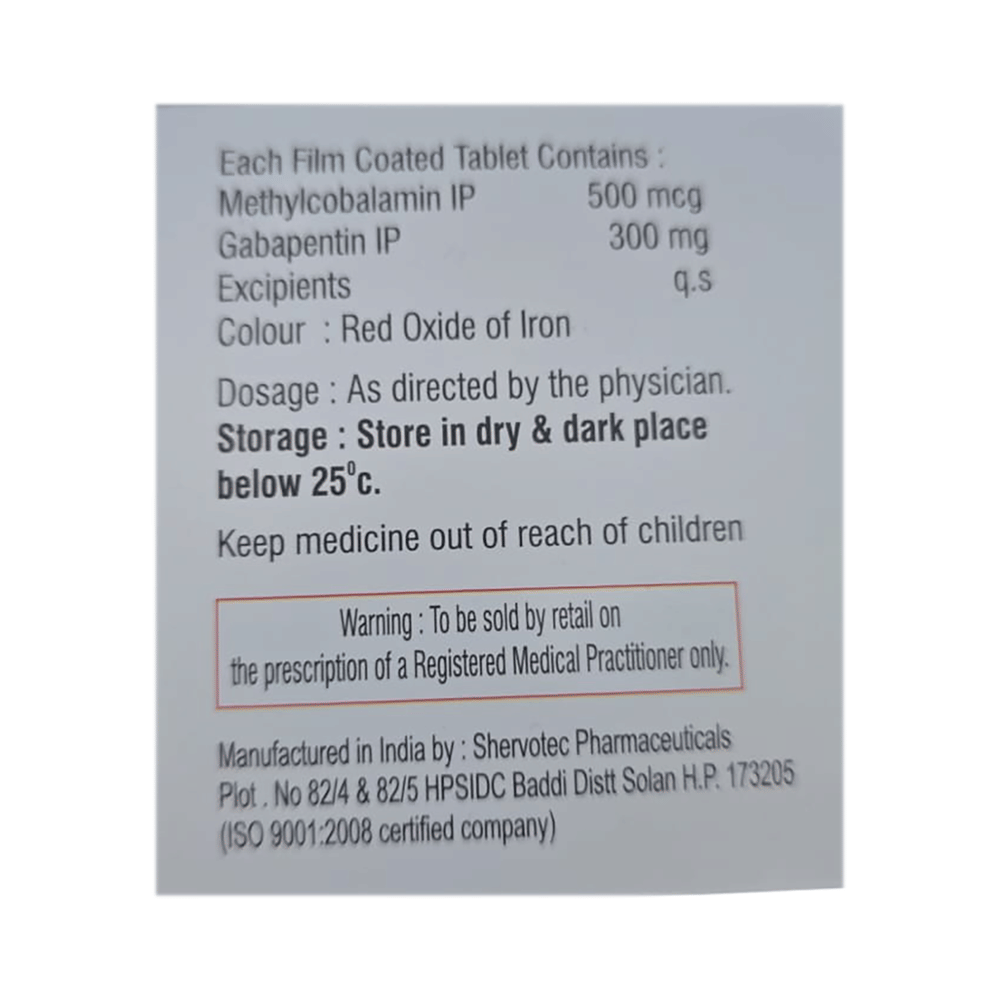 Each Film Coated Tablet Contains :
Methylcobalamin IP 500 mcg
Gabapentin IP 300 mg
Excipients q.s
Colour : Red Oxide of Iron
Dosage : As directed by the physician.
Storage : Store in dry & dark place
below 25⁰c.
Keep medicine out of reach of children
Warning : To be sold by retail on
the prescription of a Registered Medical Practitioner only.
Manufactured in India by : Shervotec Pharmaceuticals
Plot . No 82/4 & 82/5 HPSIDC Baddi Distt Solan H.P. 173205
(ISO 9001:2008 certified company)